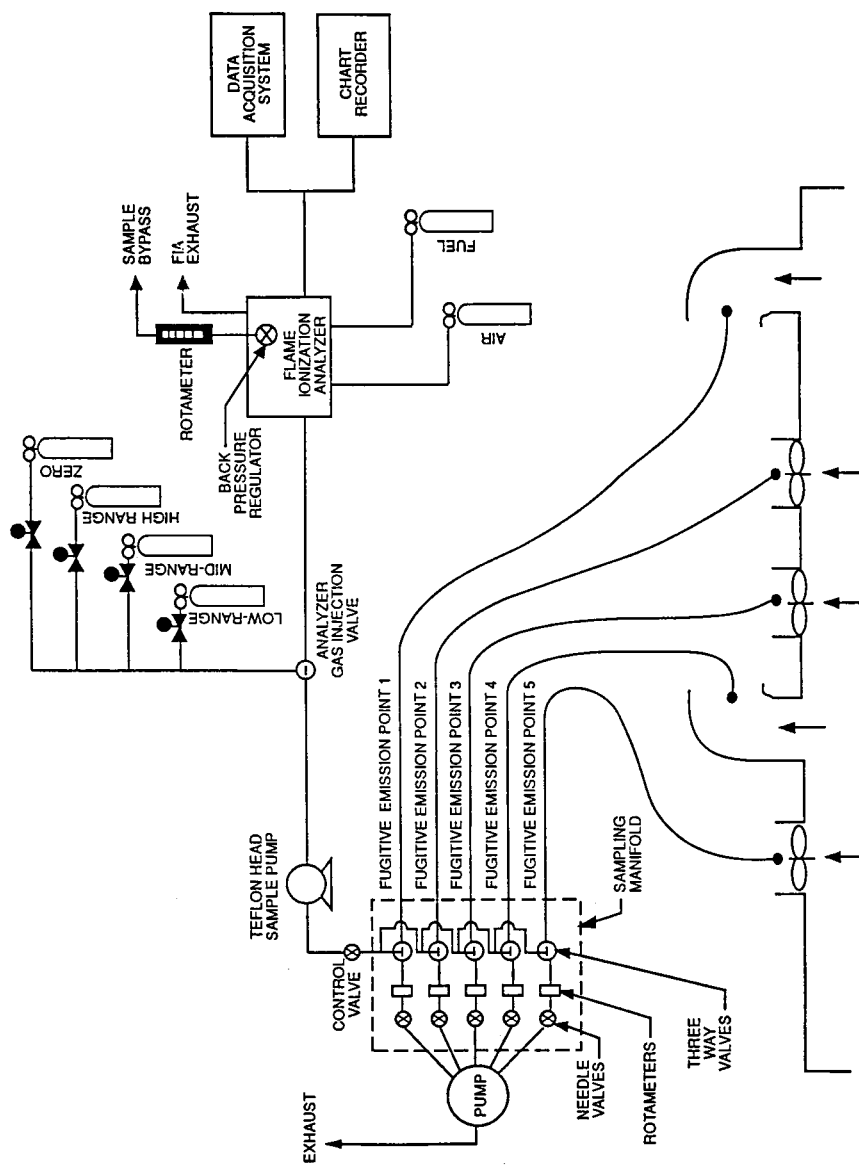 DATA
ACQUISITION
SYSTEM
CHART
RECORDER
SAMPLE
BYPASS
FIA
EXHAUST
ROTAMETER
FLAME
IONIZATION
ANALYZER
BACK
PRESSURE
REGULATOR
FUEL
AIR
ZERO
HIGH RANGE
MID-RANGE
LOW-RANGE
ANALYZER
GAS INJECTION
VALVE
TEFLON HEAD
SAMPLE PUMP
CONTROL
VALVE
FUGITIVE EMISSION POINT 1
FUGITIVE EMISSION POINT 2
FUGITIVE EMISSION POINT 3
FUGITIVE EMISSION POINT 4
FUGITIVE EMISSION POINT 5
SAMPLING
MANIFOLD
EXHAUST
PUMP
NEEDLE
VALVES
ROTAMETERS
THREE
WAY
VALVES